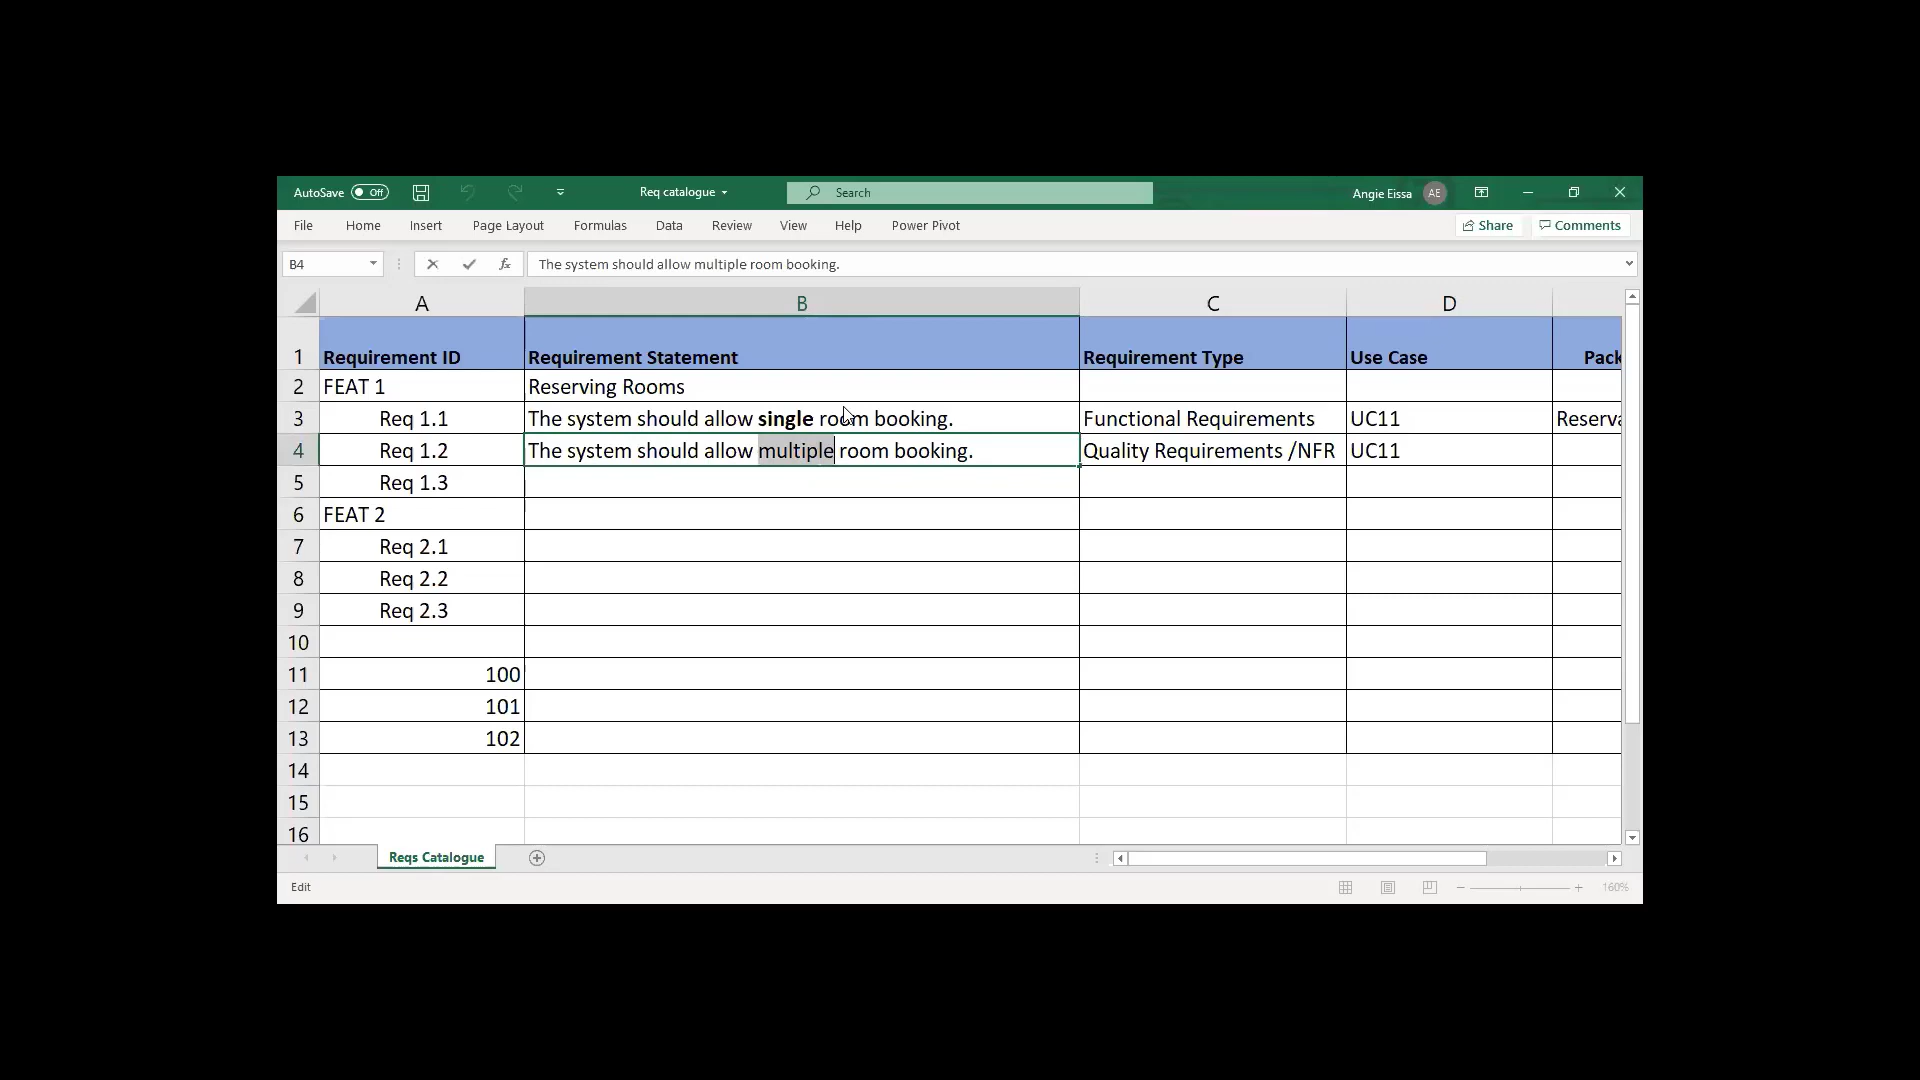 AutoSave Off Req catalogue Search Angie Eissa AE
File Home Insert Page Layout Formulas Data Review View Help Power Pivot Share Comments
B4 fx The system should allow multiple room booking.
A B C D
1 Requirement ID Requirement Statement Requirement Type Use Case Pack
2 FEAT 1 Reserving Rooms
3 Req 1.1 The system should allow single room booking. Functional Requirements UC11 Reserva
4 Req 1.2 The system should allow multiple room booking. Quality Requirements /NFR UC11
5 Req 1.3
6 FEAT 2
7 Req 2.1
8 Req 2.2
9 Req 2.3
10
11 100
12 101
13 102
14
15
16
Reqs Catalogue
Edit 160%